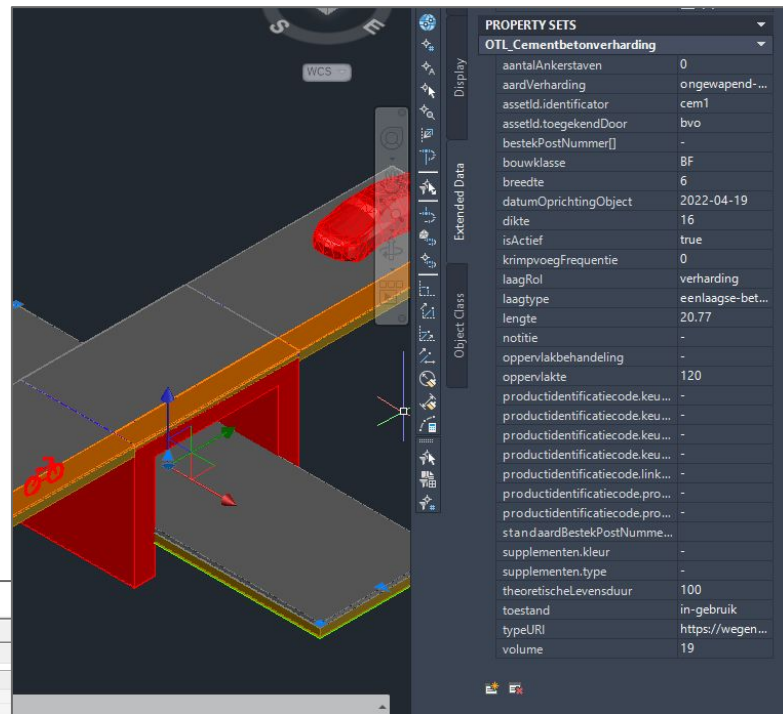 S
E
WCS
Display
Extended Data
Object Class
PROPERTY SETS
OTL_Cementbetonverharding
aantalAnkerstaven 0
aardVerharding ongewapend-...
assetId.identificator cem1
assetId.toegekendDoor bvo
bestekPostNummer[] -
bouwklasse BF
breedte 6
datumOprichtingObject 2022-04-19
dikte 16
isActief true
krimpvoegFrequentie 0
laagRol verharding
laagtype eenlaagse-bet...
lengte 20.77
notitie -
oppervlakbehandeling -
oppervlakte 120
productidentificatiecode.keu... -
productidentificatiecode.keu... -
productidentificatiecode.keu... -
productidentificatiecode.keu... -
productidentificatiecode.link... -
productidentificatiecode.pro... -
productidentificatiecode.pro... -
standaardBestekPostNumme...
supplementen.kleur -
supplementen.type -
theoretischeLevensduur 100
toestand in-gebruik
typeURI https://wegen...
volume 19